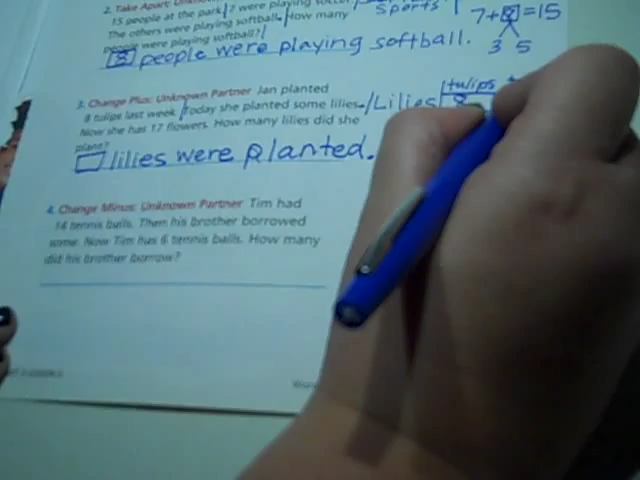 2. Take Apart: Unknown
15 people at the park. 7 were playing soccer.
The others were playing softball. How many
people were playing softball?
Sports
7+8=15
3 5
8 people were playing softball.
3. Change Plus: Unknown Partner Jan planted
8 tulips last week. Today she planted some lilies.
Now she has 17 flowers. How many lilies did she
plant?
Lilies
tulips
8
lilies were planted.
4. Change Minus: Unknown Partner Tim had
14 tennis balls. Then his brother borrowed
some. Now Tim has 6 tennis balls. How many
did his brother borrow?